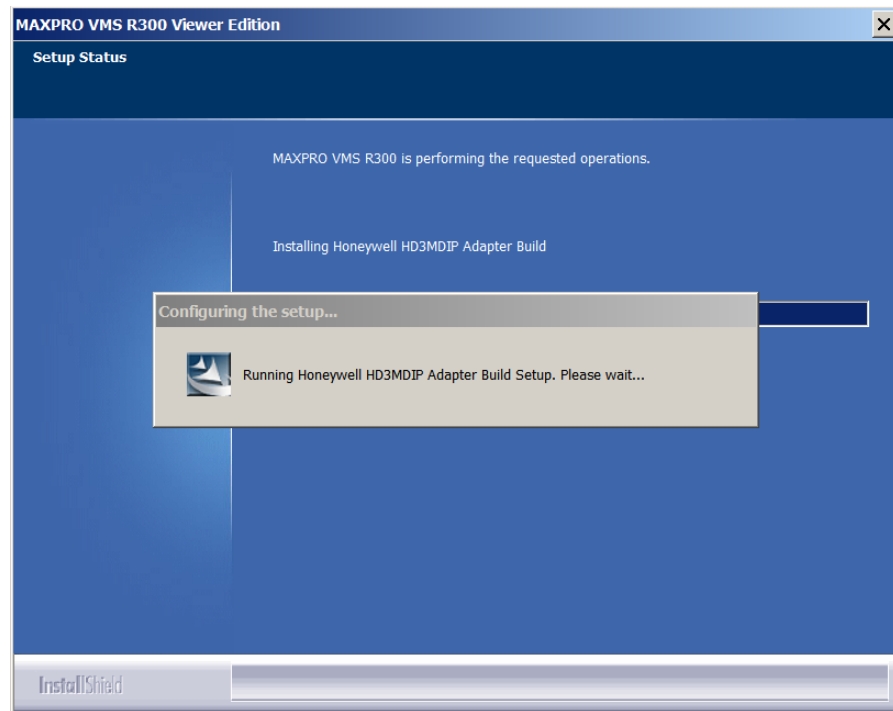 MAXPRO VMS R300 Viewer Edition
Setup Status
MAXPRO VMS R300 is performing the requested operations.
Installing Honeywell HD3MDIP Adapter Build
Configuring the setup...
Running Honeywell HD3MDIP Adapter Build Setup. Please wait...
InstallShield